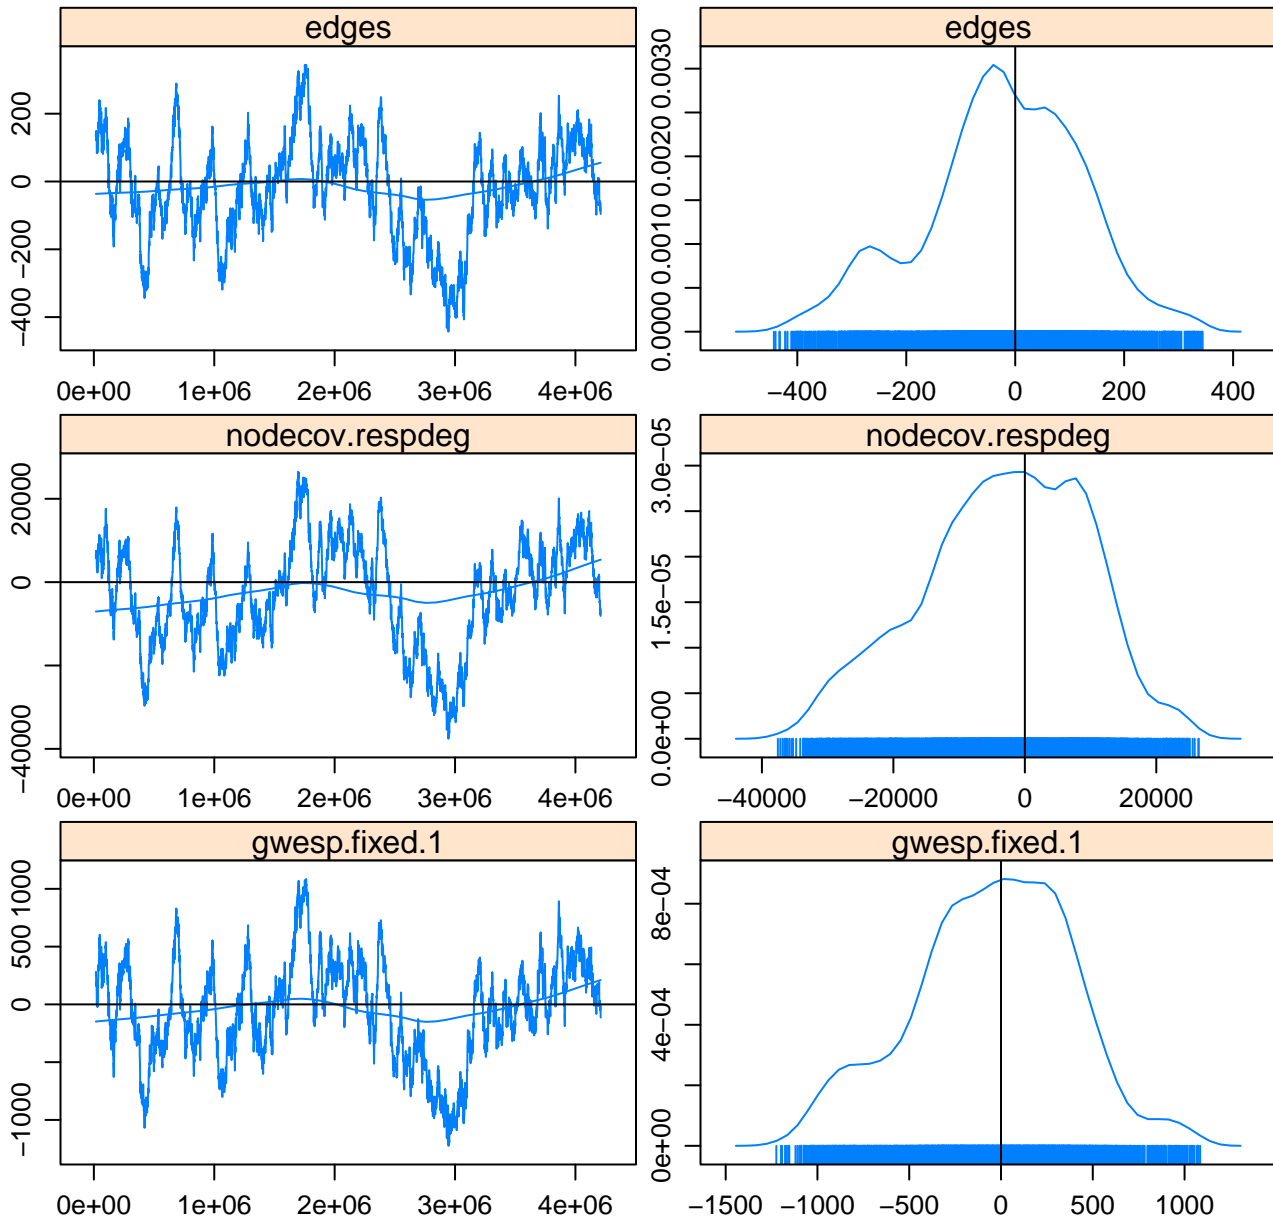 edges
edges
200
0
−200
−400
0e+00 1e+06 2e+06 3e+06 4e+06
0.0030
0.0020
0.0010
0.0000
−400 −200 0 200 400
nodecov.respdeg
nodecov.respdeg
20000
0
−40000
0e+00 1e+06 2e+06 3e+06 4e+06
3.0e−05
1.5e−05
0.0e+00
−40000 −20000 0 20000
gwesp.fixed.1
gwesp.fixed.1
1000
500
0
−1000
0e+00 1e+06 2e+06 3e+06 4e+06
8e−04
4e−04
0e+00
−1500 −1000 −500 0 500 1000